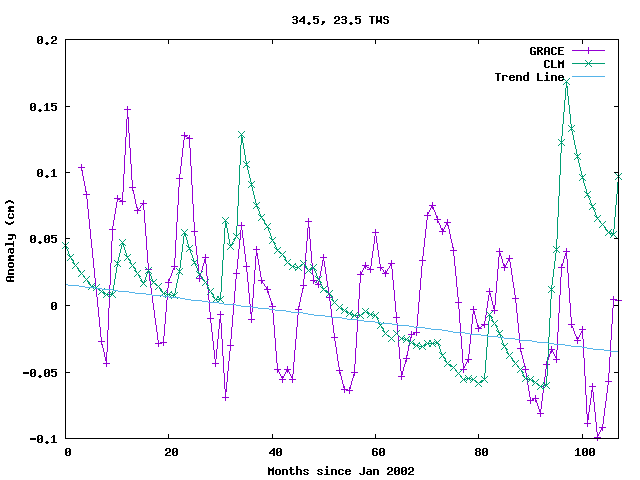 34.5, 23.5 TWS
GRACE
CLM
Trend Line
0.2
0.15
0.1
0.05
0
-0.05
-0.1
Anomaly (cm)
0 20 40 60 80 100
Months since Jan 2002